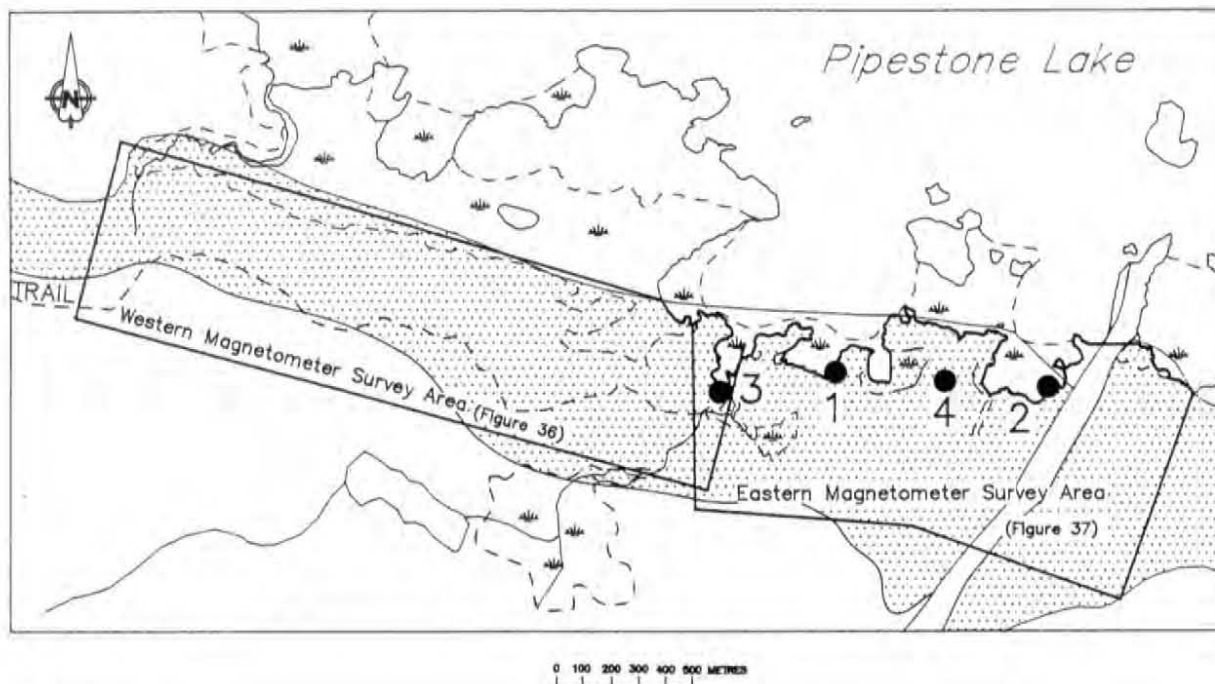 Pipestone Lake
N
TRAIL
Western Magnetometer Survey Area (Figure 36)
3
1
4
2
Eastern Magnetometer Survey Area
(Figure 37)
0 100 200 300 400 500 METRES